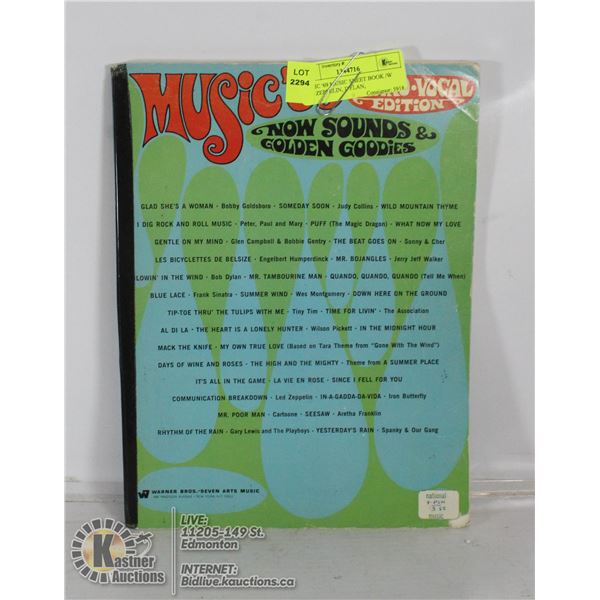 LOT
2294
Inventory #
MUSIC '69 MUSIC SHEET BOOK /W
ZEPPELIN, DYLAN,
Consignor: 5918
MUSIC
VOCAL
EDITION
NOW SOUNDS &
GOLDEN GOODIES
GLAD SHE'S A WOMAN - Bobby Goldsboro - SOMEDAY SOON - Judy Collins - WILD MOUNTAIN THYME
I DIG ROCK AND ROLL MUSIC - Peter, Paul and Mary - PUFF (The Magic Dragon) - WHAT NOW MY LOVE
GENTLE ON MY MIND - Glen Campbell & Bobbie Gentry - THE BEAT GOES ON - Sonny & Cher
LES BICYCLETTES DE BELSIZE - Engelbert Humperdinck - MR. BOJANGLES - Jerry Jeff Walker
LOWIN' IN THE WIND - Bob Dylan - MR. TAMBOURINE MAN - QUANDO, QUANDO, QUANDO (Tell Me When)
BLUE LACE - Frank Sinatra - SUMMER WIND - Wes Montgomery - DOWN HERE ON THE GROUND
TIP-TOE THRU' THE TULIPS WITH ME - Tiny Tim - TIME FOR LIVIN' - The Association
AL DI LA - THE HEART IS A LONELY HUNTER - Wilson Pickett - IN THE MIDNIGHT HOUR
MACK THE KNIFE - MY OWN TRUE LOVE (Based on Tara Theme from "Gone With The Wind")
DAYS OF WINE AND ROSES - THE HIGH AND THE MIGHTY - Theme from A SUMMER PLACE
IT'S ALL IN THE GAME - LA VIE EN ROSE - SINCE I FELL FOR YOU
COMMUNICATION BREAKDOWN - Led Zeppelin - IN-A-GADDA-DA-VIDA - Iron Butterfly
MR. POOR MAN - Cartoone - SEESAW - Aretha Franklin
RHYTHM OF THE RAIN - Gary Lewis and The Playboys - YESTERDAY'S RAIN - Spanky & Our Gang
WARNER BROS.-SEVEN ARTS MUSIC
national
music
Kastner
Auctions
LIVE:
11205-149 St.
Edmonton
INTERNET:
Bidlive.kauctions.ca